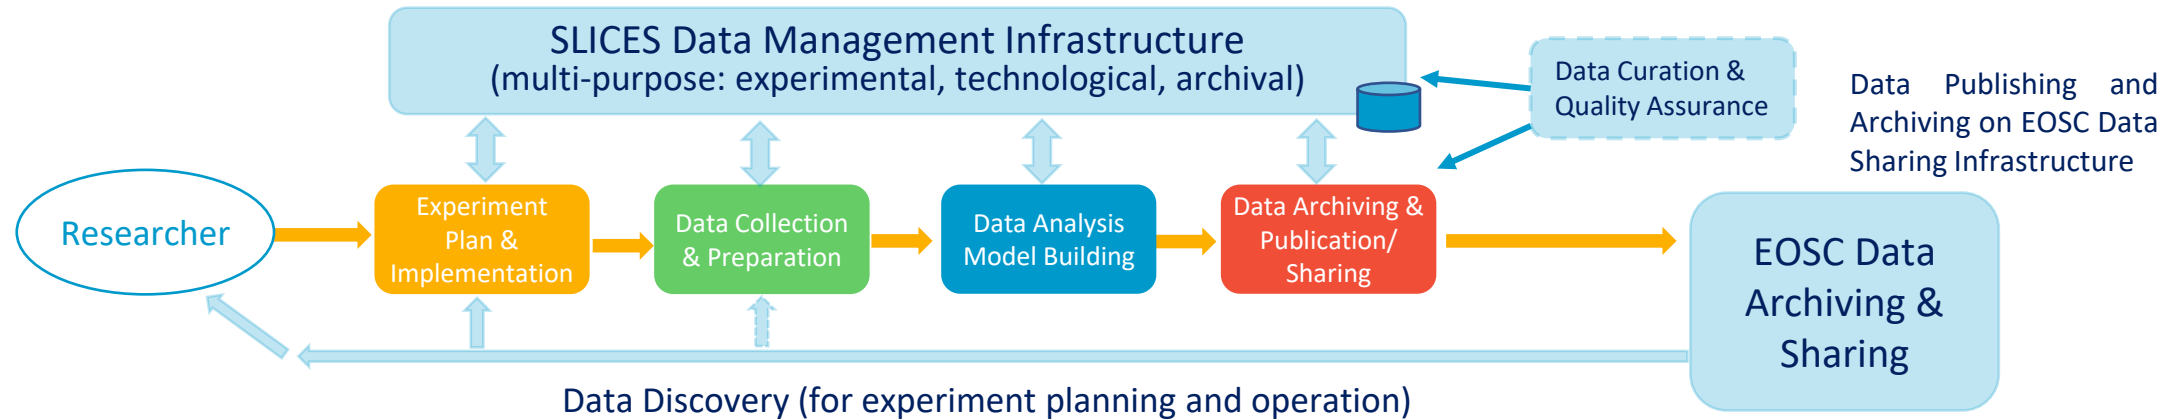 SLICES Data Management Infrastructure
(multi-purpose: experimental, technological, archival)
Data Curation &
Quality Assurance
Data Publishing and
Archiving on EOSC Data
Sharing Infrastructure
Researcher
Experiment
Plan &
Implementation
Data Collection
& Preparation
Data Analysis
Model Building
Data Archiving &
Publication/
Sharing
EOSC Data
Archiving &
Sharing
Data Discovery (for experiment planning and operation)